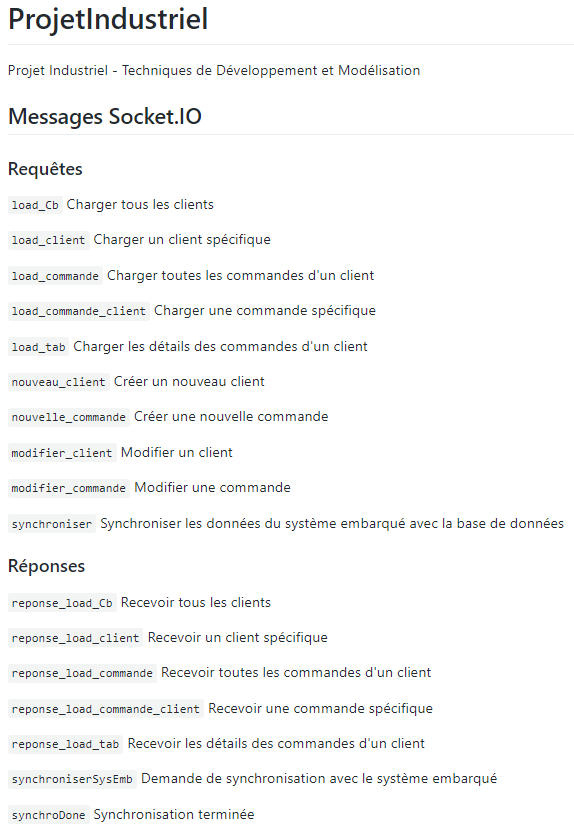 ProjetIndustriel
Projet Industriel - Techniques de Développement et Modélisation
Messages Socket.IO
Requêtes
load_Cb Charger tous les clients
load_client Charger un client spécifique
load_commande Charger toutes les commandes d'un client
load_commande_client Charger une commande spécifique
load_tab Charger les détails des commandes d'un client
nouveau_client Créer un nouveau client
nouvelle_commande Créer une nouvelle commande
modifier_client Modifier un client
modifier_commande Modifier une commande
synchroniser Synchroniser les données du système embarqué avec la base de données
Réponses
reponse_load_Cb Recevoir tous les clients
reponse_load_client Recevoir un client spécifique
reponse_load_commande Recevoir toutes les commandes d'un client
reponse_load_commande_client Recevoir une commande spécifique
reponse_load_tab Recevoir les détails des commandes d'un client
synchroniserSysEmb Demande de synchronisation avec le système embarqué
synchroDone Synchronisation terminée